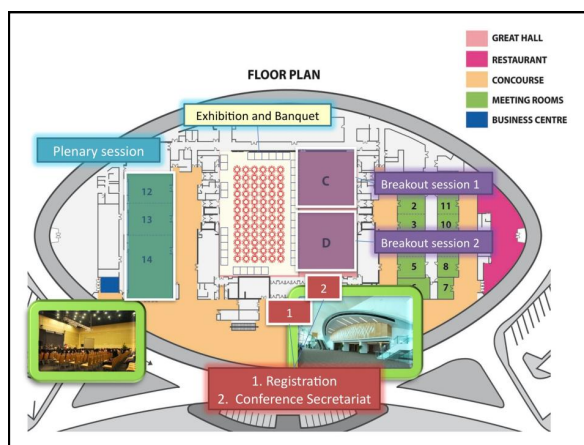 GREAT HALL
RESTAURANT
CONCOURSE
MEETING ROOMS
BUSINESS CENTRE
FLOOR PLAN
Exhibition and Banquet
Plenary session
Breakout session 1
Breakout session 2
12
13
14
C
D
2
11
3
10
5
8
6
7
1
2
1. Registration
2. Conference Secretariat